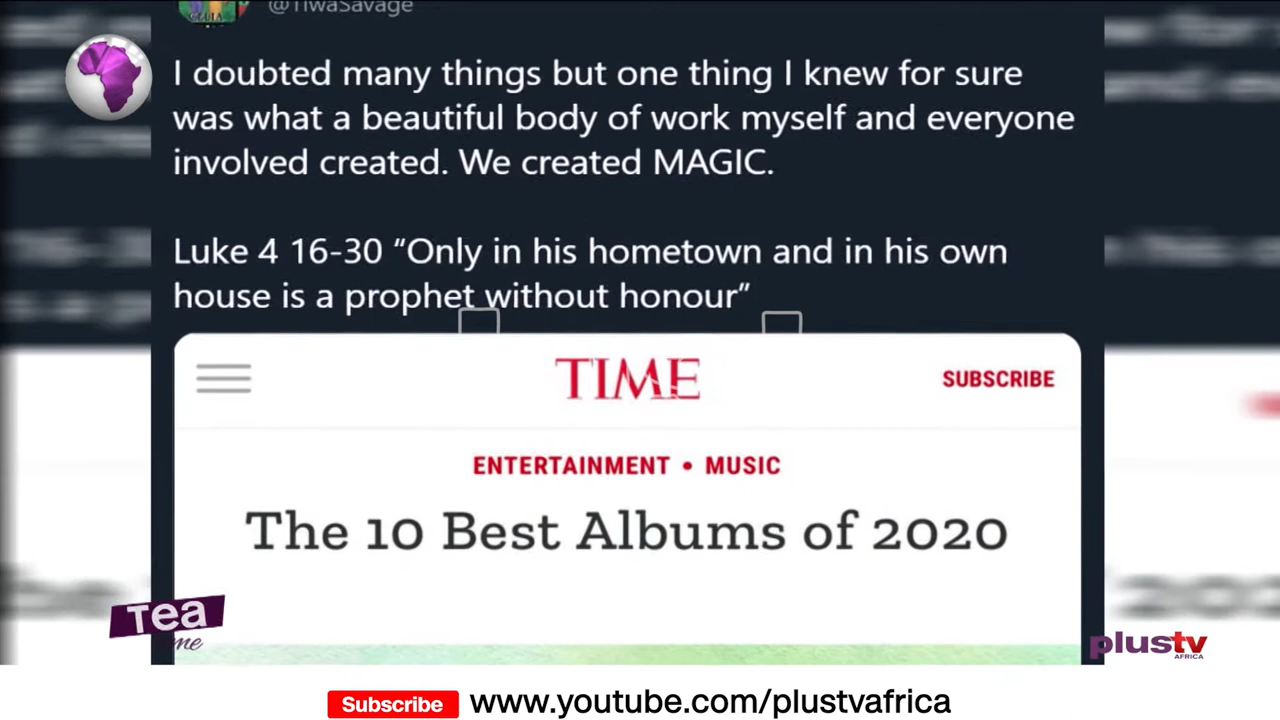 @TiwaSavage
I doubted many things but one thing I knew for sure
was what a beautiful body of work myself and everyone
involved created. We created MAGIC.
Luke 4 16-30 “Only in his hometown and in his own
house is a prophet without honour”
TIME
SUBSCRIBE
ENTERTAINMENT • MUSIC
The 10 Best Albums of 2020
Tea
plustv
AFRICA
Subscribe www.youtube.com/plustvafrica